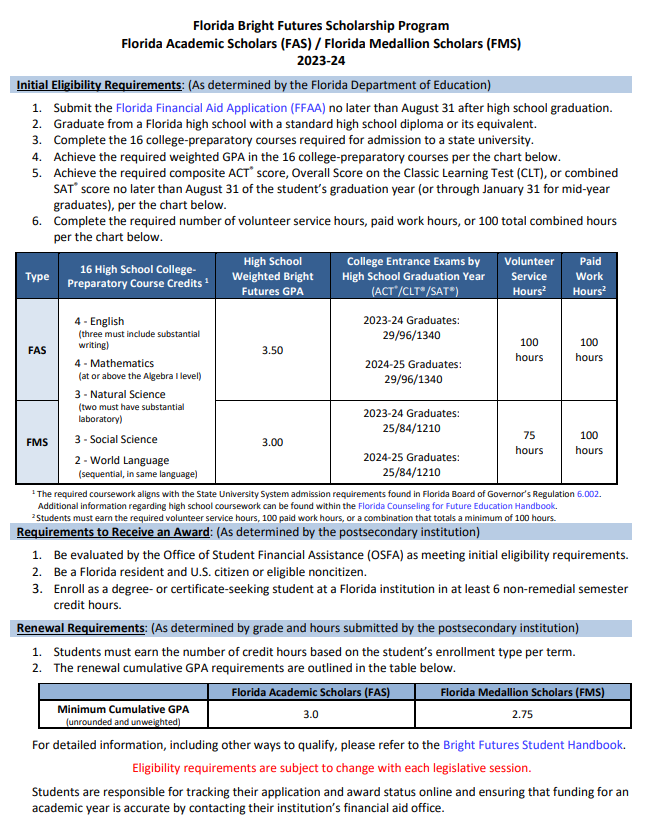 Florida Bright Futures Scholarship Program
Florida Academic Scholars (FAS) / Florida Medallion Scholars (FMS)
2023-24
Initial Eligibility Requirements: (As determined by the Florida Department of Education)
1. Submit the Florida Financial Aid Application (FFAA) no later than August 31 after high school graduation.
2. Graduate from a Florida high school with a standard high school diploma or its equivalent.
3. Complete the 16 college-preparatory courses required for admission to a state university.
4. Achieve the required weighted GPA in the 16 college-preparatory courses per the chart below.
5. Achieve the required composite ACT® score, Overall Score on the Classic Learning Test (CLT), or combined
SAT® score no later than August 31 of the student's graduation year (or through January 31 for mid-year
graduates), per the chart below.
6. Complete the required number of volunteer service hours, paid work hours, or 100 total combined hours
per the chart below.
Type
16 High School College-
Preparatory Course Credits ¹
High School
Weighted Bright
Futures GPA
College Entrance Exams by
High School Graduation Year
(ACT®/CLT®/SAT®)
Volunteer
Service
Hours²
Paid
Work
Hours²
FAS
4 - English
(three must include substantial
writing)
4 - Mathematics
(at or above the Algebra I level)
3 - Natural Science
(two must have substantial
laboratory)
3 - Social Science
2 - World Language
(sequential, in same language)
3.50
2023-24 Graduates:
29/96/1340
2024-25 Graduates:
29/96/1340
100
hours
100
hours
FMS
3.00
2023-24 Graduates:
25/84/1210
2024-25 Graduates:
25/84/1210
75
hours
100
hours
¹ The required coursework aligns with the State University System admission requirements found in Florida Board of Governor's Regulation 6.002.
Additional information regarding high school coursework can be found within the Florida Counseling for Future Education Handbook.
² Students must earn the required volunteer service hours, 100 paid work hours, or a combination that totals a minimum of 100 hours.
Requirements to Receive an Award: (As determined by the postsecondary institution)
1. Be evaluated by the Office of Student Financial Assistance (OSFA) as meeting initial eligibility requirements.
2. Be a Florida resident and U.S. citizen or eligible noncitizen.
3. Enroll as a degree- or certificate-seeking student at a Florida institution in at least 6 non-remedial semester
credit hours.
Renewal Requirements: (As determined by grade and hours submitted by the postsecondary institution)
1. Students must earn the number of credit hours based on the student's enrollment type per term.
2. The renewal cumulative GPA requirements are outlined in the table below.
Florida Academic Scholars (FAS)
Florida Medallion Scholars (FMS)
Minimum Cumulative GPA
(unrounded and unweighted)
3.0
2.75
For detailed information, including other ways to qualify, please refer to the Bright Futures Student Handbook.
Eligibility requirements are subject to change with each legislative session.
Students are responsible for tracking their application and award status online and ensuring that funding for an
academic year is accurate by contacting their institution's financial aid office.